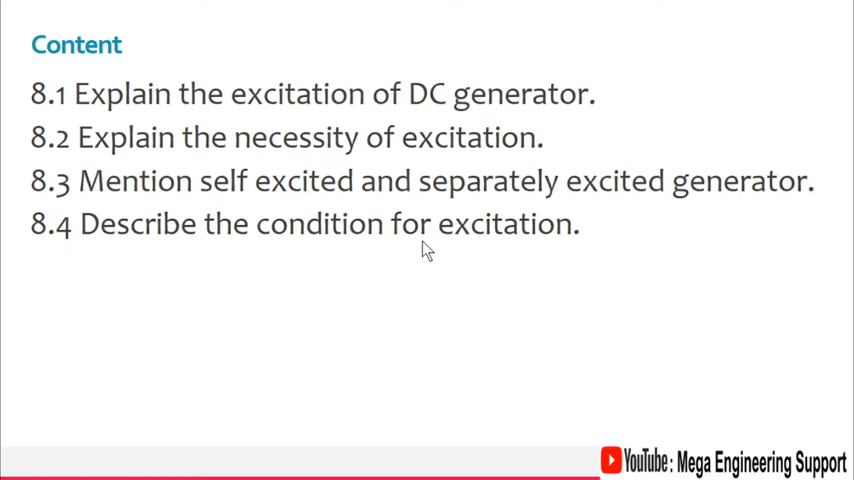 Content
8.1 Explain the excitation of DC generator.
8.2 Explain the necessity of excitation.
8.3 Mention self excited and separately excited generator.
8.4 Describe the condition for excitation.
YouTube : Mega Engineering Support